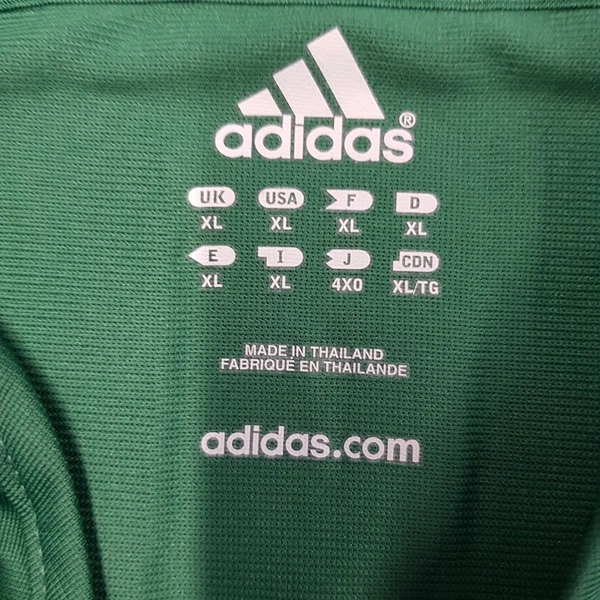 adidas®
UK USA F D
XL XL XL XL
E I J CDN
XL XL 4XO XL/TG
MADE IN THAILAND
FABRIQUÉ EN THAILANDE
adidas.com